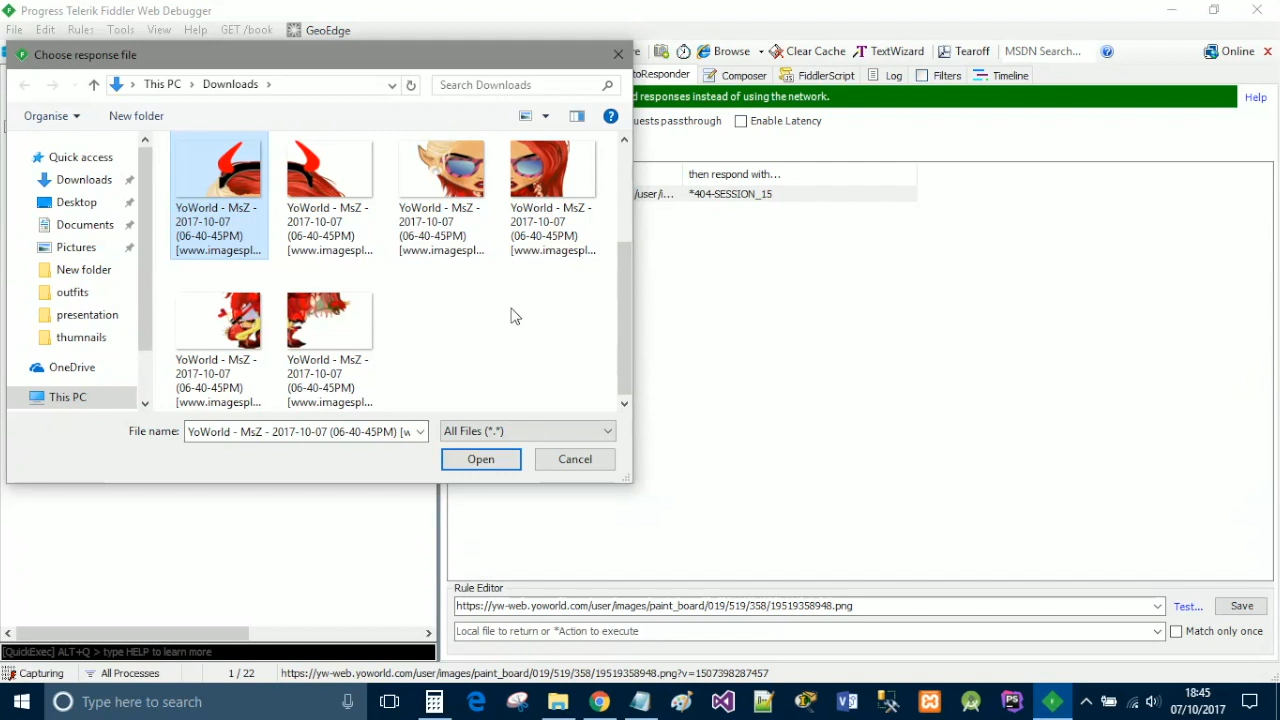 Progress Telerik Fiddler Web Debugger
File Edit Rules Tools View Help GET /book GeoEdge
Choose response file
Browse Clear Cache TextWizard Tearoff MSDN Search... Online
This PC Downloads
Search Downloads
toResponder Composer FiddlerScript Log Filters Timeline
d responses instead of using the network.
Help
Organise New folder
uests passthrough Enable Latency
Quick access
Downloads
Desktop
Documents
Pictures
New folder
outfits
presentation
thumnails
OneDrive
This PC
YoWorld - MsZ -
2017-10-07
(06-40-45PM)
[www.imagespl...
YoWorld - MsZ -
2017-10-07
(06-40-45PM)
[www.imagespl...
YoWorld - MsZ -
2017-10-07
(06-40-45PM)
[www.imagespl...
YoWorld - MsZ -
2017-10-07
(06-40-45PM)
[www.imagespl...
YoWorld - MsZ -
2017-10-07
(06-40-45PM)
[www.imagespl...
YoWorld - MsZ -
2017-10-07
(06-40-45PM)
[www.imagespl...
then respond with...
/user/i... *404-SESSION_15
File name: YoWorld - MsZ - 2017-10-07 (06-40-45PM) [w
All Files (*.*)
Open Cancel
Rule Editor
https://yw-web.yoworld.com/user/images/paint_board/019/519/358/19519358948.png
Test... Save
Local file to return or *Action to execute
Match only once
[QuickExec] ALT+Q > type HELP to learn more
Capturing All Processes 1 / 22 https://yw-web.yoworld.com/user/images/paint_board/019/519/358/19519358948.png?v=1507398287457
Type here to search
18:45
07/10/2017